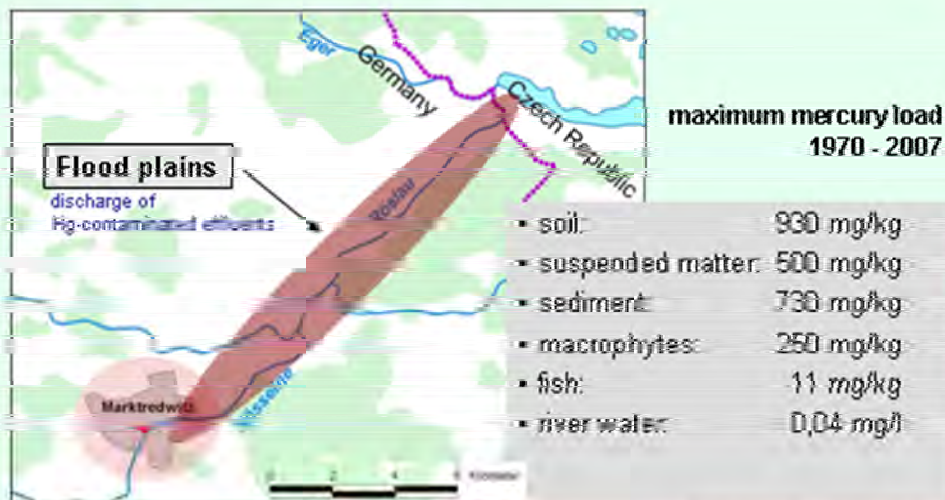 Eger
Germany
Czech Republic
maximum mercury load
1970 - 2007
Flood plains
discharge of
Hg-contaminated effluents
Röslau
• soil: 930 mg/kg
• suspended matter: 500 mg/kg
• sediment: 730 mg/kg
• macrophytes: 250 mg/kg
• fish: 11 mg/kg
• river water: 0,04 mg/l
Marktredwitz
0 2 4 6